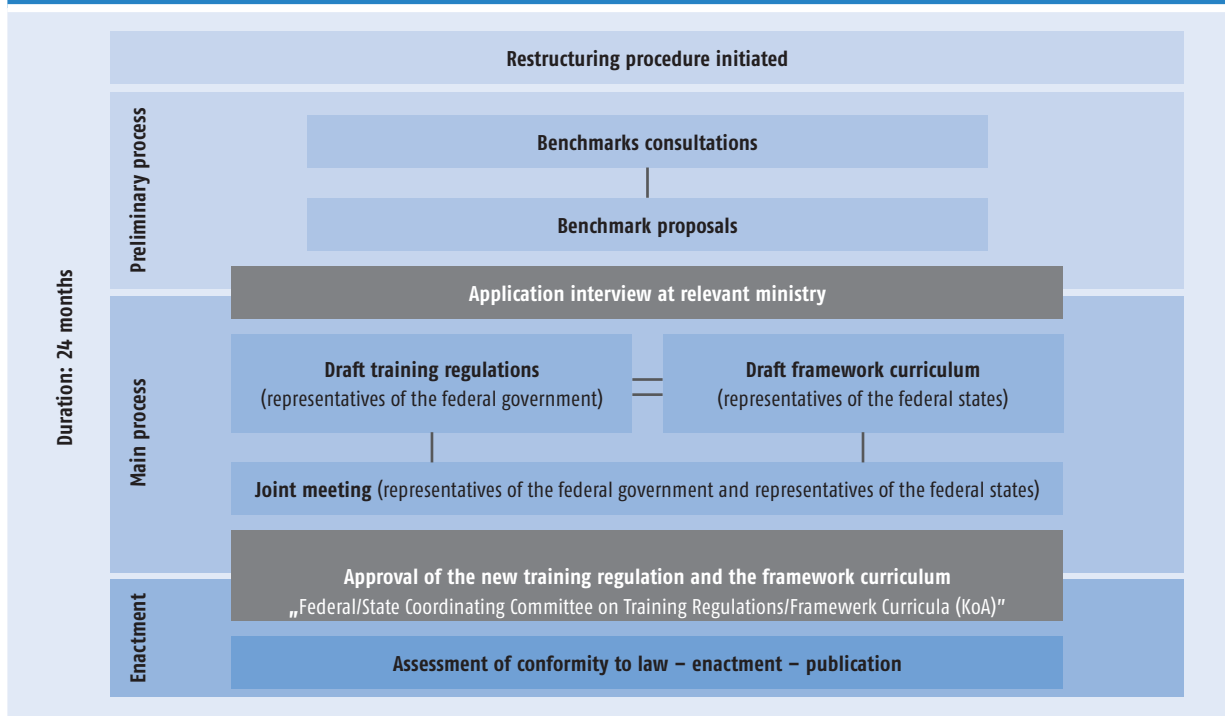 Restructuring procedure initiated
Duration: 24 months
Preliminary process
Benchmarks consultations
Benchmark proposals
Application interview at relevant ministry
Main process
Draft training regulations
(representatives of the federal government)
Draft framework curriculum
(representatives of the federal states)
Joint meeting (representatives of the federal government and representatives of the federal states)
Approval of the new training regulation and the framework curriculum
„Federal/State Coordinating Committee on Training Regulations/Framewerk Curricula (KoA)”
Enactment
Assessment of conformity to law – enactment – publication